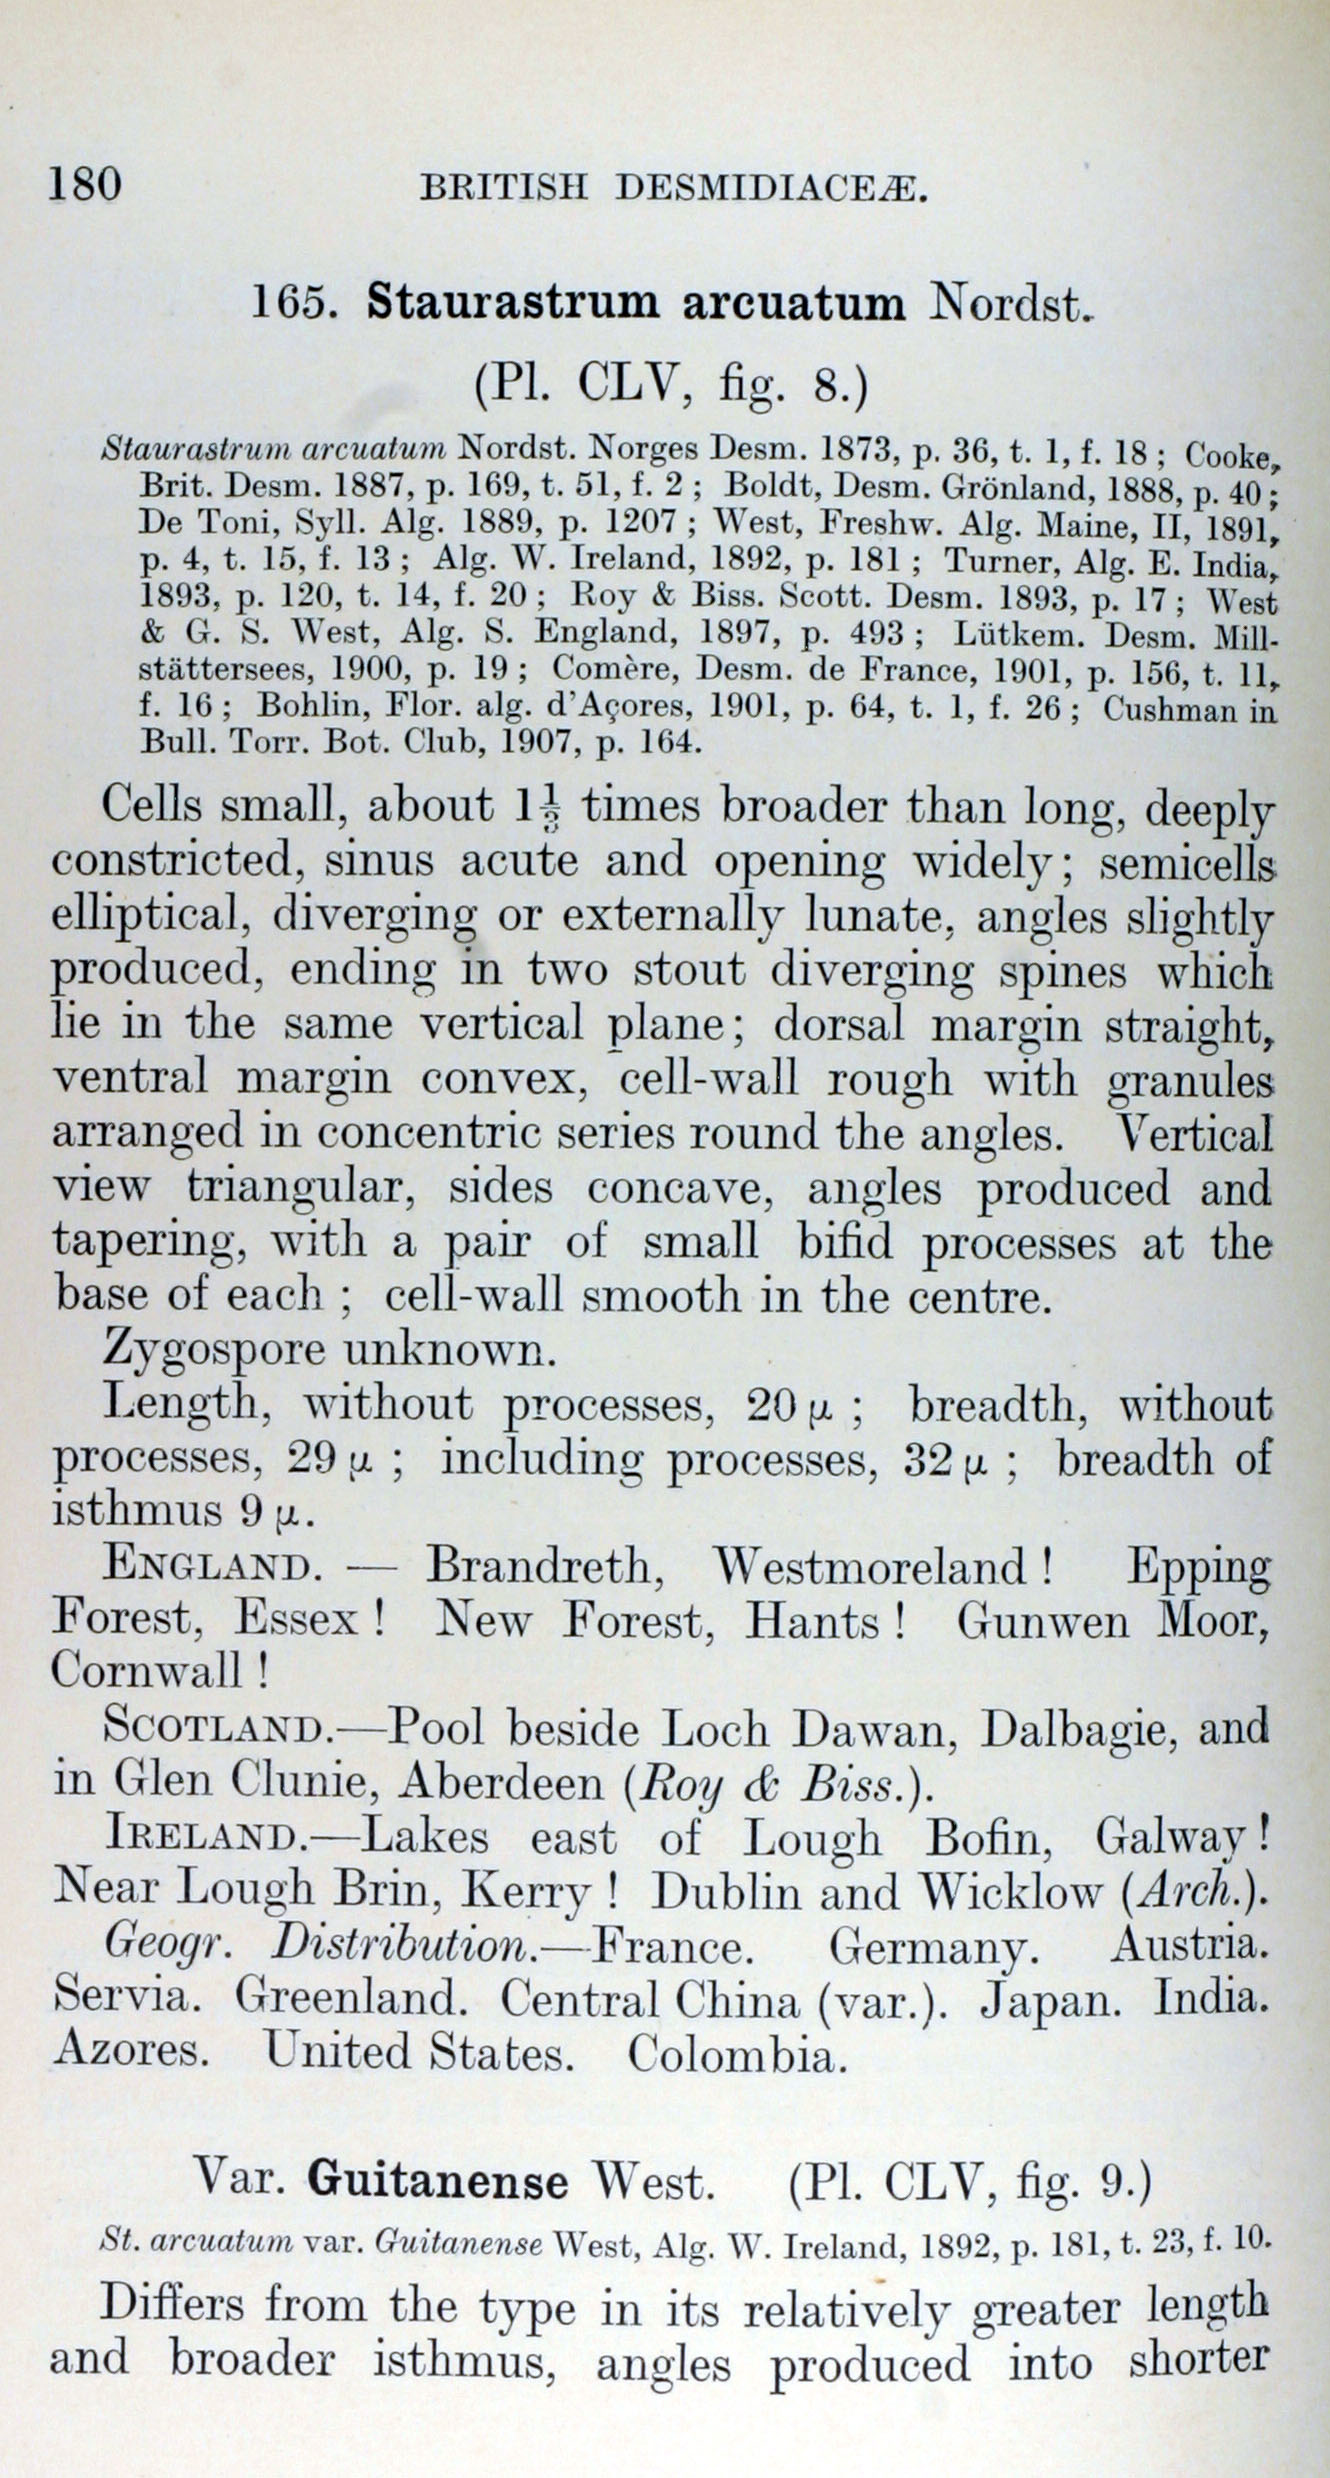 180 BRITISH DESMIDIACEÆ.
165. Staurastrum arcuatum Nordst.
(Pl. CLV, fig. 8.)
Staurastrum arcuatum Nordst. Norges Desm. 1873, p. 36, t. 1, f. 18 ; Cooke,
Brit. Desm. 1887, p. 169, t. 51, f. 2 ; Boldt, Desm. Grönland, 1888, p. 40 ;
De Toni, Syll. Alg. 1889, p. 1207 ; West, Freshw. Alg. Maine, II, 1891,
p. 4, t. 15, f. 13 ; Alg. W. Ireland, 1892, p. 181 ; Turner, Alg. E. India,
1893, p. 120, t. 14, f. 20 ; Roy & Biss. Scott. Desm. 1893, p. 17 ; West
& G. S. West, Alg. S. England, 1897, p. 493 ; Lütkem. Desm. Mill-
stättersees, 1900, p. 19 ; Comère, Desm. de France, 1901, p. 156, t. 11,
f. 16 ; Bohlin, Flor. alg. d'Açores, 1901, p. 64, t. 1, f. 26 ; Cushman in
Bull. Torr. Bot. Club, 1907, p. 164.
Cells small, about 1⅓ times broader than long, deeply
constricted, sinus acute and opening widely; semicells
elliptical, diverging or externally lunate, angles slightly
produced, ending in two stout diverging spines which
lie in the same vertical plane; dorsal margin straight,
ventral margin convex, cell-wall rough with granules
arranged in concentric series round the angles. Vertical
view triangular, sides concave, angles produced and
tapering, with a pair of small bifid processes at the
base of each ; cell-wall smooth in the centre.
Zygospore unknown.
Length, without processes, 20 μ ; breadth, without
processes, 29 μ ; including processes, 32 μ ; breadth of
isthmus 9 μ.
ENGLAND. — Brandreth, Westmoreland ! Epping
Forest, Essex ! New Forest, Hants ! Gunwen Moor,
Cornwall !
SCOTLAND.—Pool beside Loch Dawan, Dalbagie, and
in Glen Clunie, Aberdeen (Roy & Biss.).
IRELAND.—Lakes east of Lough Bofin, Galway !
Near Lough Brin, Kerry ! Dublin and Wicklow (Arch.).
Geogr. Distribution.—France. Germany. Austria.
Servia. Greenland. Central China (var.). Japan. India.
Azores. United States. Colombia.
Var. Guitanense West. (Pl. CLV, fig. 9.)
St. arcuatum var. Guitanense West, Alg. W. Ireland, 1892, p. 181, t. 23, f. 10.
Differs from the type in its relatively greater length
and broader isthmus, angles produced into shorter